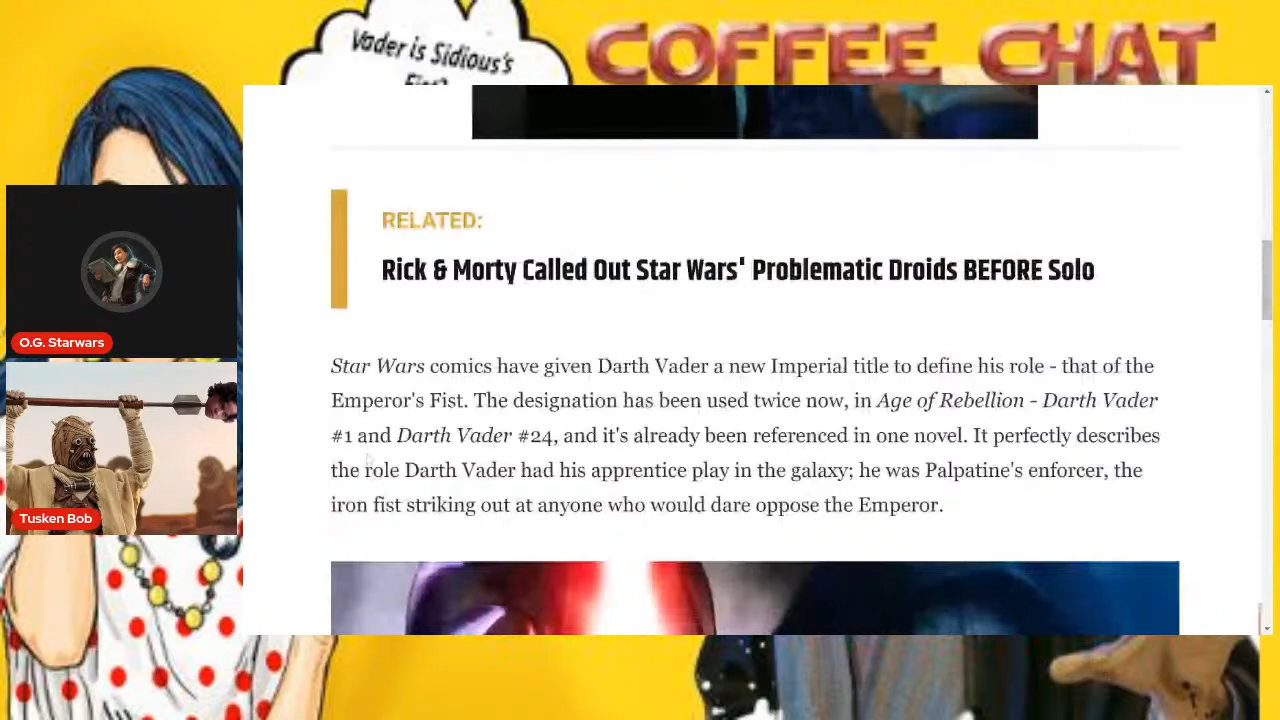 Vader is Sidious's
COFFEE CHAT
RELATED:
Rick & Morty Called Out Star Wars' Problematic Droids BEFORE Solo
O.G. Starwars
Star Wars comics have given Darth Vader a new Imperial title to define his role - that of the
Emperor's Fist. The designation has been used twice now, in Age of Rebellion - Darth Vader
#1 and Darth Vader #24, and it's already been referenced in one novel. It perfectly describes
the role Darth Vader had his apprentice play in the galaxy; he was Palpatine's enforcer, the
iron fist striking out at anyone who would dare oppose the Emperor.
Tusken Bob